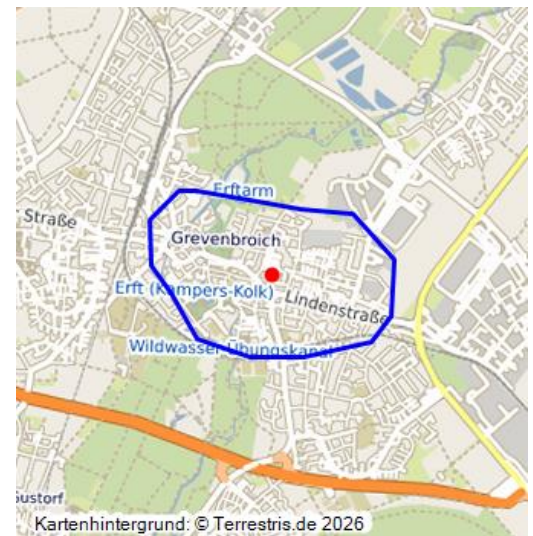 Erftarm
Straße
Grevenbroich
Erft (Kampers-Kolk)
Lindenstraße
Wildwasser-Übungskanal
Gustorf
Kartenhintergrund: © Terrestris.de 2026